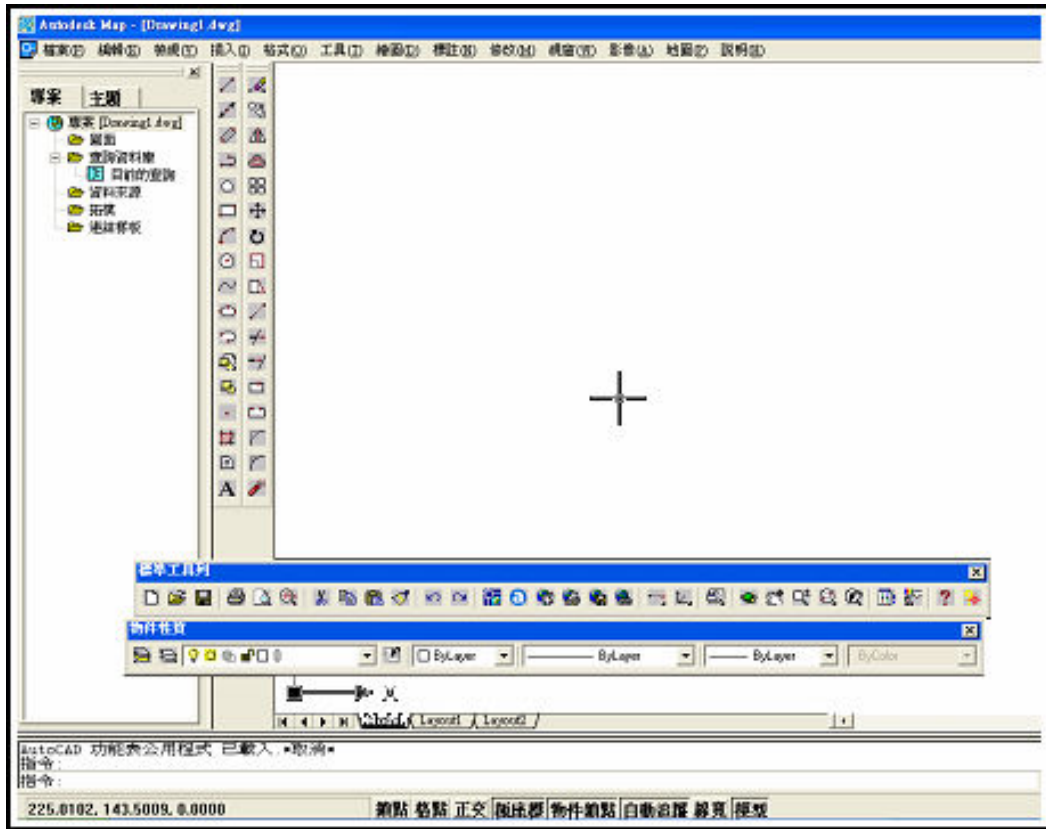 Autodesk Map - [Drawing1.dwg]
檔案(F) 編輯(E) 檢視(V) 插入(I) 格式(O) 工具(T) 繪圖(D) 標註(N) 修改(M) 視窗(W) 影像(A) 地圖(P) 說明(H)
專案 主題
專案 [Drawing1.dwg]
圖面
查詢資料庫
目前的查詢
資料來源
拓樸
連結樣板
A
標準工具列
物件性質
0 ByLayer ByLayer ByLayer ByColor
X
Model Layout1 Layout2
AutoCAD 功能表公用程式 已載入.*取消*
指令:
指令:
225.0102, 143.5009, 0.0000 鎖點 格點 正交 極座標 物件鎖點 自動追蹤 線寬 模型